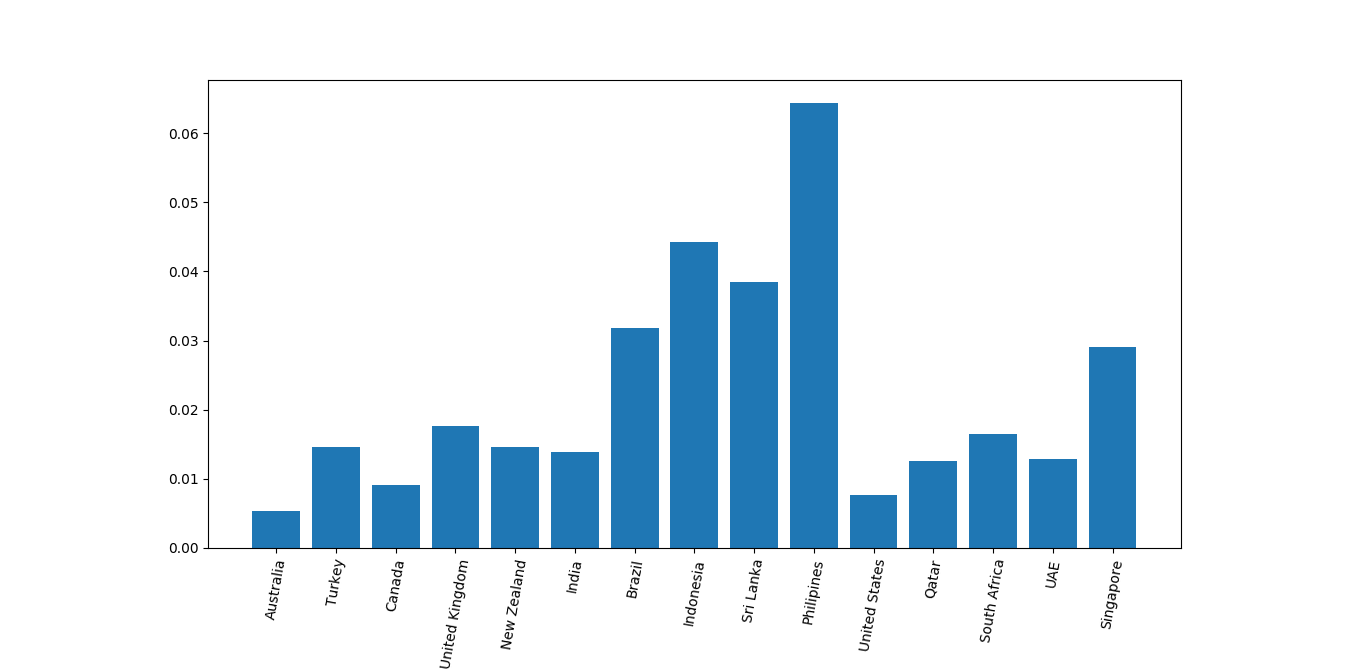 0.06
0.05
0.04
0.03
0.02
0.01
0.00
Australia
Turkey
Canada
United Kingdom
New Zealand
India
Brazil
Indonesia
Sri Lanka
Philipines
United States
Qatar
South Africa
UAE
Singapore